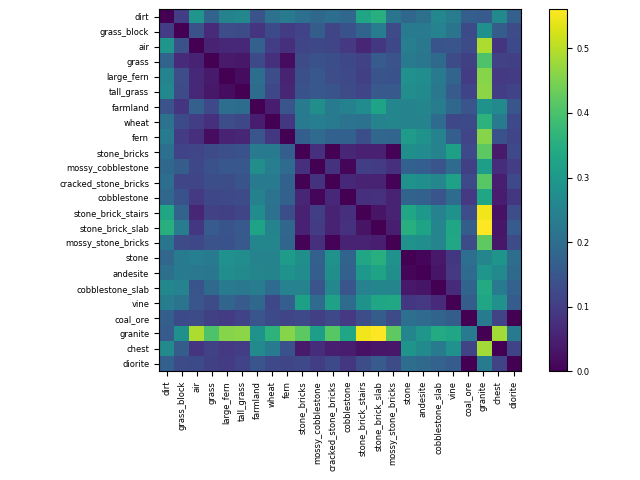 dirt
grass_block
air
grass
large_fern
tall_grass
farmland
wheat
fern
stone_bricks
mossy_cobblestone
cracked_stone_bricks
cobblestone
stone_brick_stairs
stone_brick_slab
mossy_stone_bricks
stone
andesite
cobblestone_slab
vine
coal_ore
granite
chest
diorite
dirt
grass_block
air
grass
large_fern
tall_grass
farmland
wheat
fern
stone_bricks
mossy_cobblestone
cracked_stone_bricks
cobblestone
stone_brick_stairs
stone_brick_slab
mossy_stone_bricks
stone
andesite
cobblestone_slab
vine
coal_ore
granite
chest
diorite
0.5
0.4
0.3
0.2
0.1
0.0